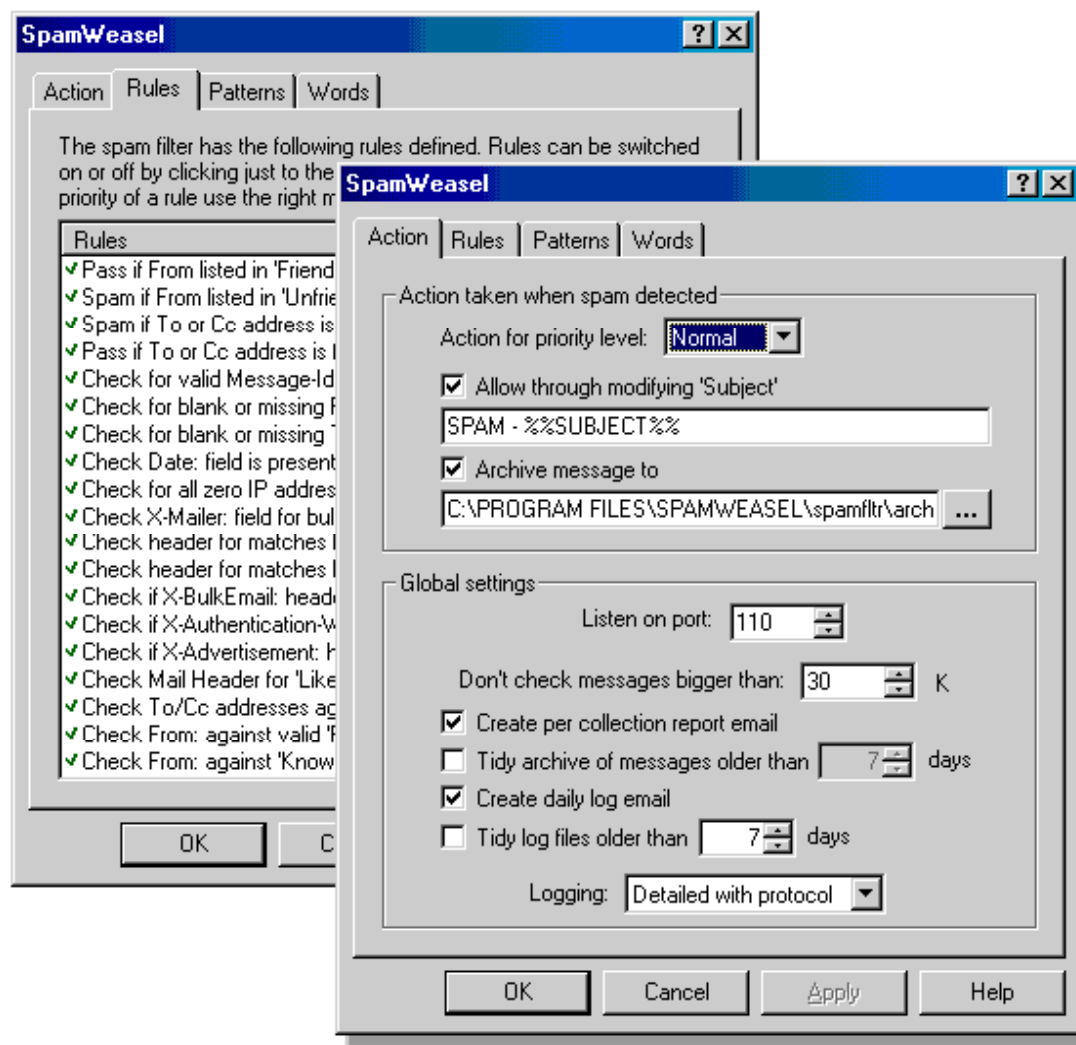 SpamWeasel
Action Rules Patterns Words
The spam filter has the following rules defined. Rules can be switched
on or off by clicking just to the
priority of a rule use the right
Rules
Pass if From listed in 'Friend
Spam if From listed in 'Unfrie
Spam if To or Cc address is
Pass if To or Cc address is
Check for valid Message-Id
Check for blank or missing
Check for blank or missing
Check Date: field is present
Check for all zero IP addres
Check X-Mailer: field for bul
Check header for matches
Check header for matches
Check if X-BulkEmail: heade
Check if X-Authentication-W
Check if X-Advertisement: h
Check Mail Header for 'Like
Check To/Cc addresses ag
Check From: against valid
Check From: against 'Know
OK C
SpamWeasel
Action Rules Patterns Words
Action taken when spam detected
Action for priority level: Normal
Allow through modifying 'Subject'
SPAM - %%SUBJECT%%
Archive message to
C:\PROGRAM FILES\SPAMWEASEL\spamfltr\arch ...
Global settings
Listen on port: 110
Don't check messages bigger than: 30 K
Create per collection report email
Tidy archive of messages older than 7 days
Create daily log email
Tidy log files older than 7 days
Logging: Detailed with protocol
OK Cancel Apply Help